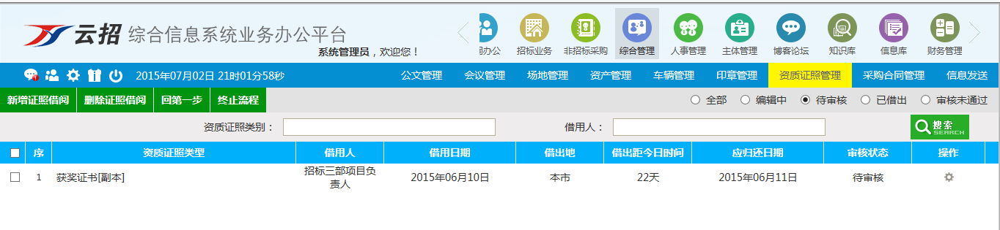 云招 综合信息系统业务办公平台
系统管理员，欢迎您！
办公 招标业务 非招标采购 综合管理 人事管理 主体管理 博客论坛 知识库 信息库 财务管理
2015年07月02日 21时01分58秒 公文管理 会议管理 场地管理 资产管理 车辆管理 印章管理 资质证照管理 采购合同管理 信息发送
新增证照借阅 删除证照借阅 回第一步 终止流程 全部 编辑中 待审核 已借出 审核未通过
资质证照类别： 借用人： 搜索 SEARCH
序 资质证照类型 借用人 借用日期 借出地 借出距今日时间 应归还日期 审核状态 操作
1 获奖证书[副本] 招标三部项目负责人 2015年06月10日 本市 22天 2015年06月11日 待审核